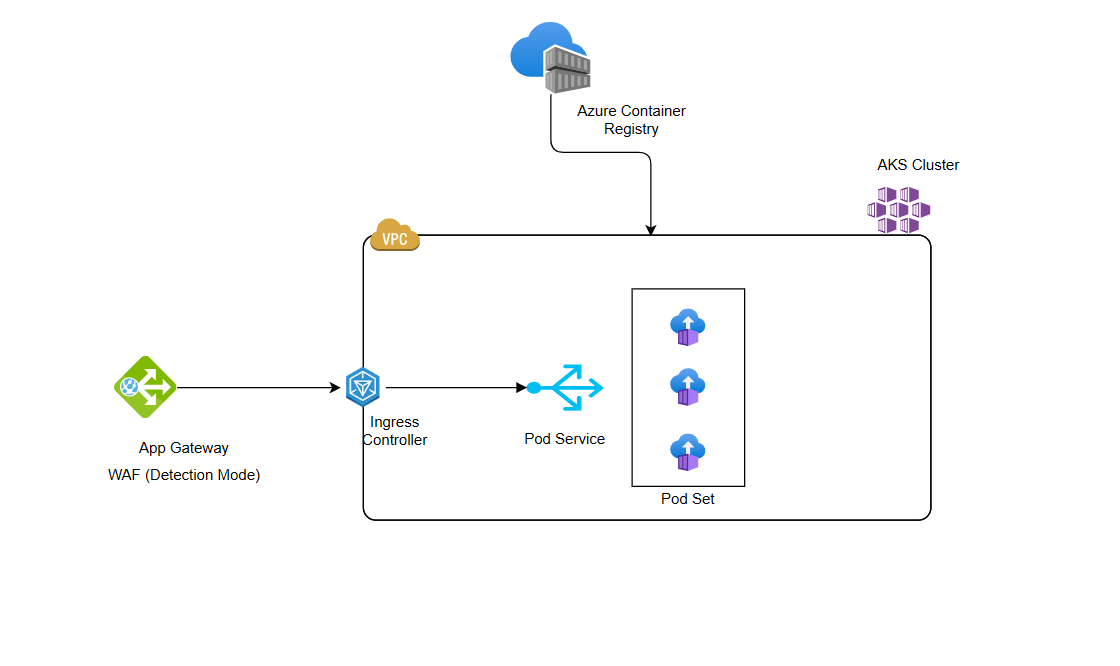 Azure Container
Registry
AKS Cluster
VPC
Ingress
Controller
Pod Service
App Gateway
WAF (Detection Mode)
Pod Set